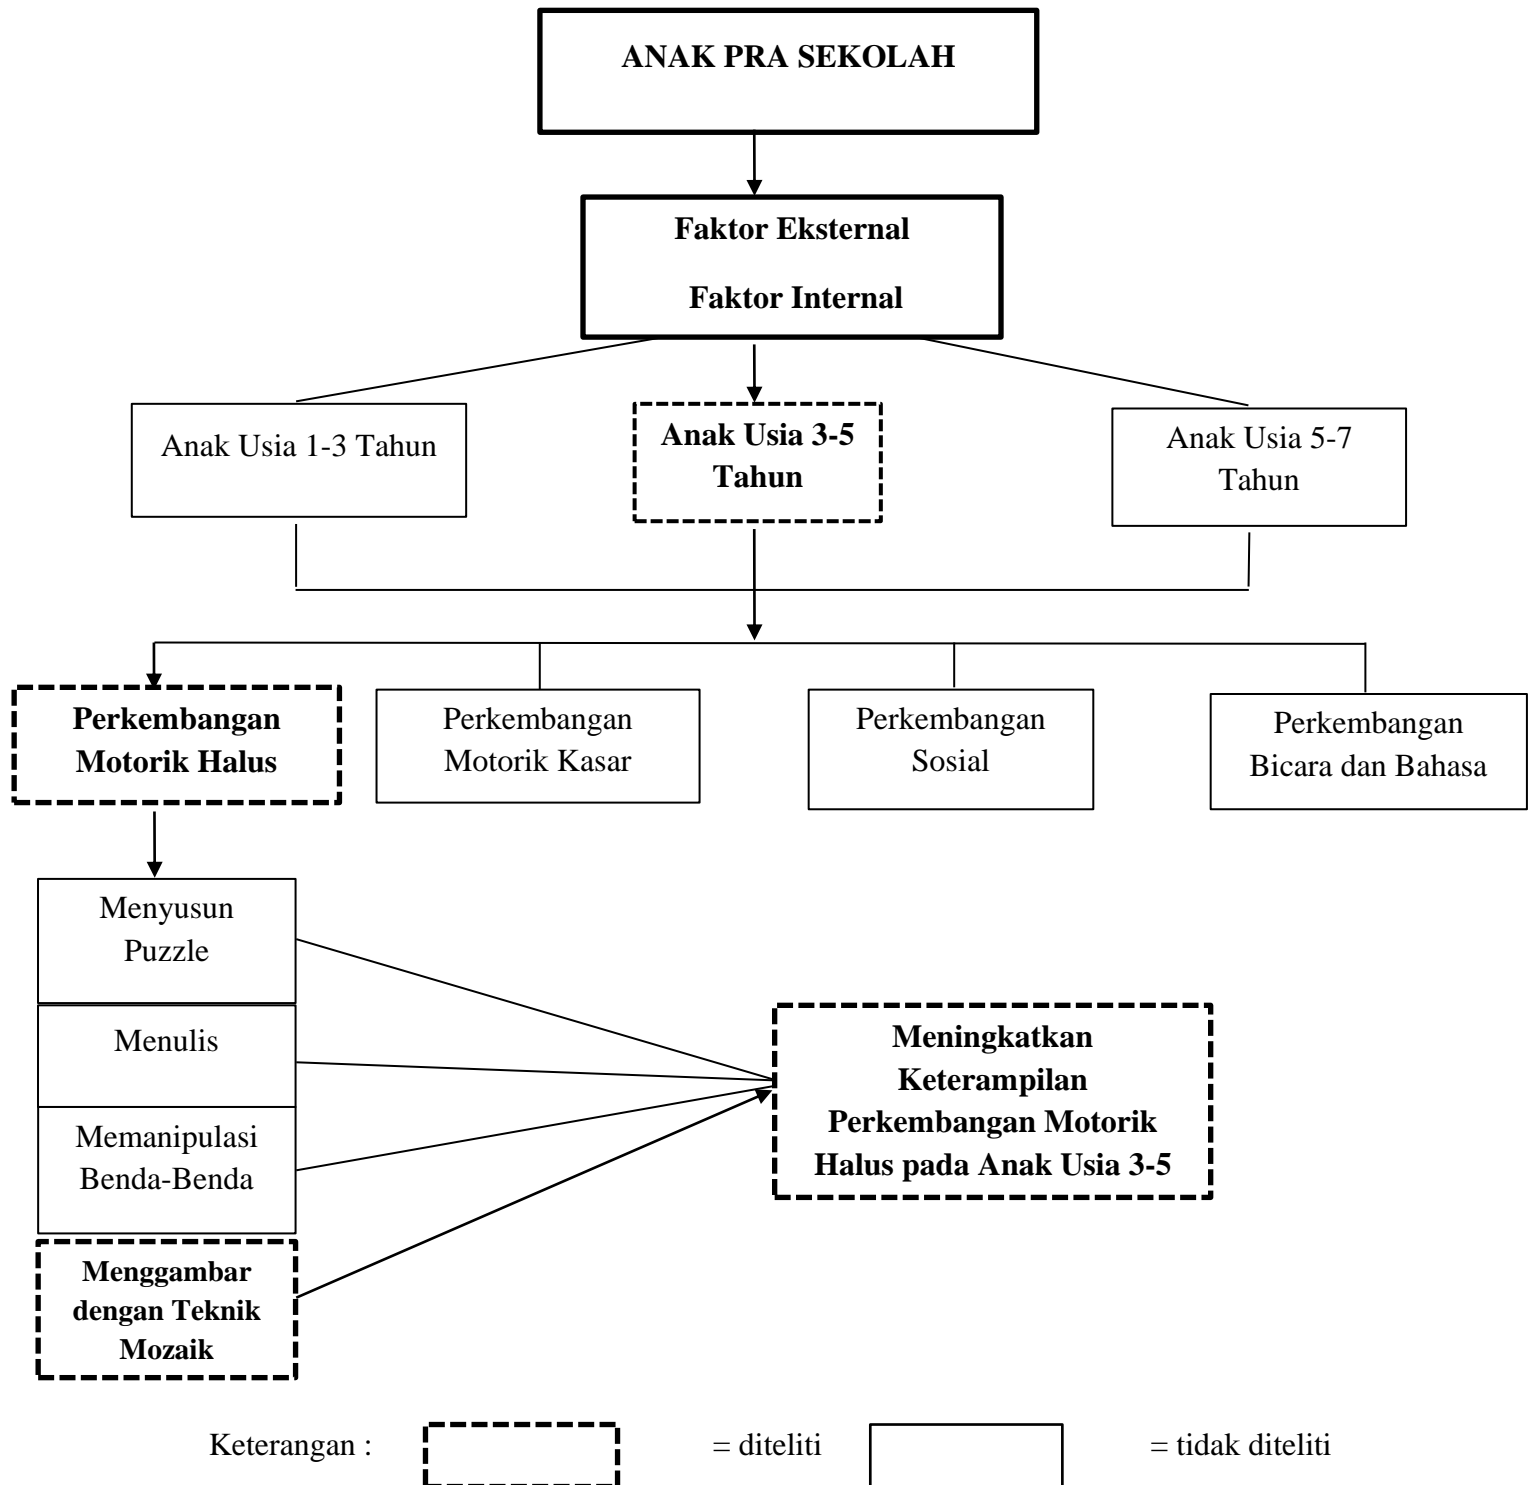 ANAK PRA SEKOLAH
Faktor Eksternal
Faktor Internal
Anak Usia 1-3 Tahun
Anak Usia 3-5
Tahun
Anak Usia 5-7
Tahun
Perkembangan
Motorik Halus
Perkembangan
Motorik Kasar
Perkembangan
Sosial
Perkembangan
Bicara dan Bahasa
Menyusun
Puzzle
Menulis
Memanipulasi
Benda-Benda
Menggambar
dengan Teknik
Mozaik
Meningkatkan
Keterampilan
Perkembangan Motorik
Halus pada Anak Usia 3-5
Keterangan : = diteliti = tidak diteliti